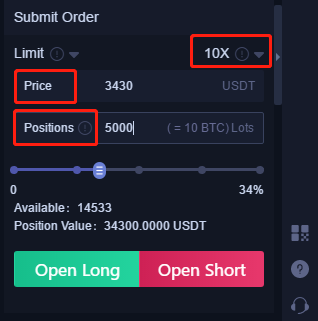 Submit Order
Limit 10X
Price 3430 USDT
Positions 5000 ( = 10 BTC) Lots
0 34%
Available: 14533
Position Value: 34300.0000 USDT
Open Long Open Short